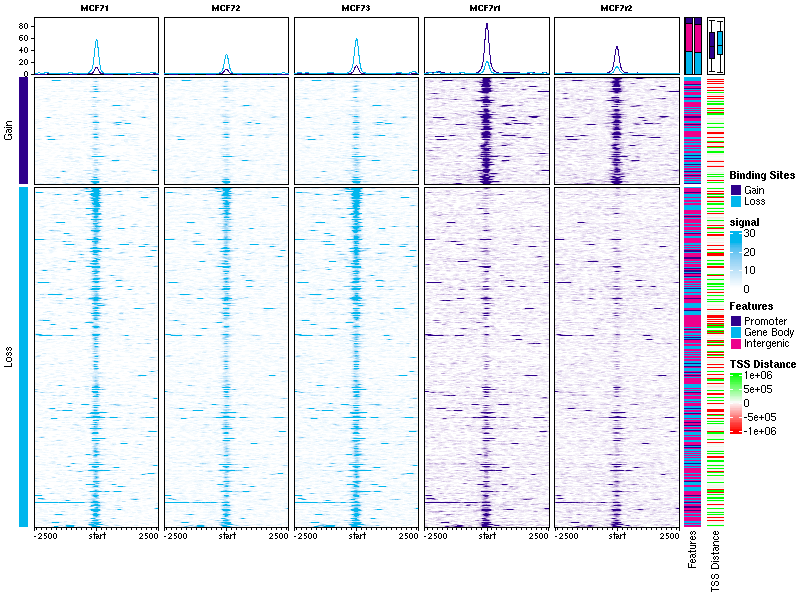 MCF71 MCF72 MCF73 MCF7r1 MCF7r2
80
60
40
20
0
Gain
Loss
Binding Sites
Gain
Loss
signal
30
20
10
0
Features
Promoter
Gene Body
Intergenic
TSS Distance
1e+06
5e+05
0
-5e+05
-1e+06
-2500 start 2500 -2500 start 2500 -2500 start 2500 -2500 start 2500 -2500 start 2500
Features
TSS Distance